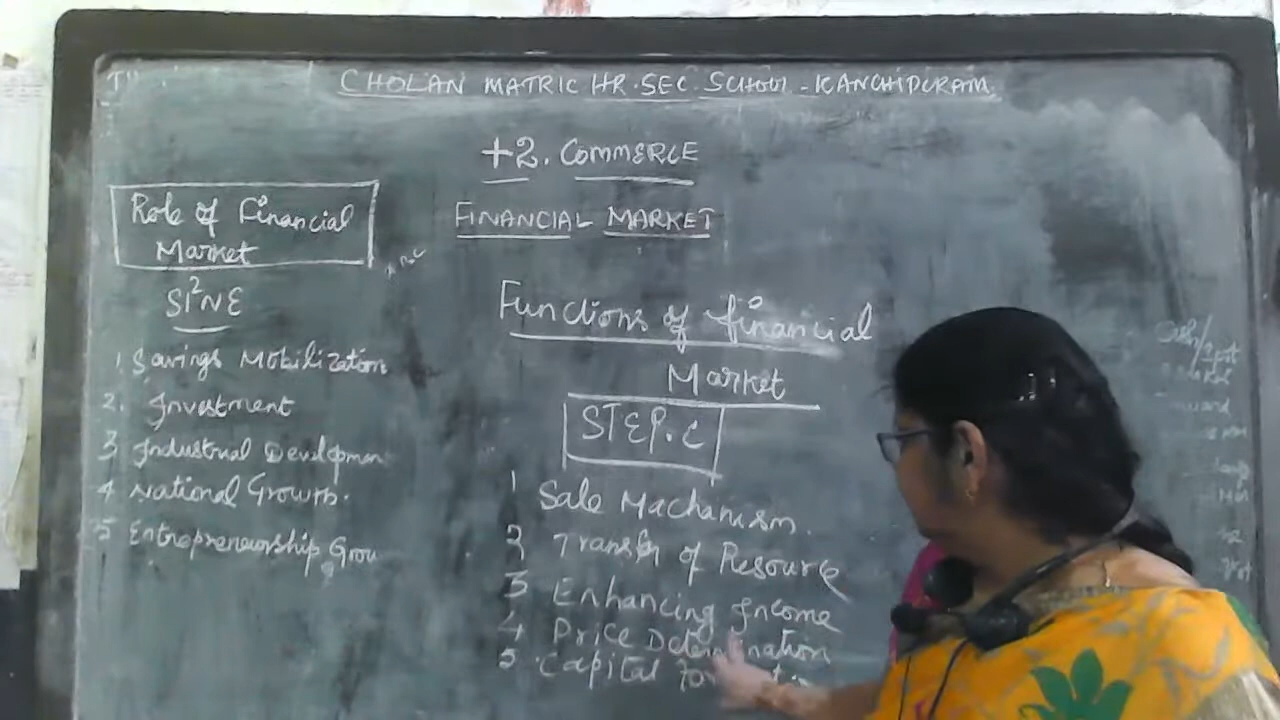 CHOLAN MATRIC HR.SEC.SCHOOL - KANCHIPURAM.
+2. COMMERCE
FINANCIAL MARKET
Role of Financial
Market
SI²NE
1. Savings Mobilization
2. Investment
3 Industrial Developmen
4 National Growth.
5 Entrepreneurship Grow
Functions of financial
Market
STEP.C
1 Sale Machanism.
2 Transfer of Resource
3 Enhancing Income
4 Price Determination
5 Capital